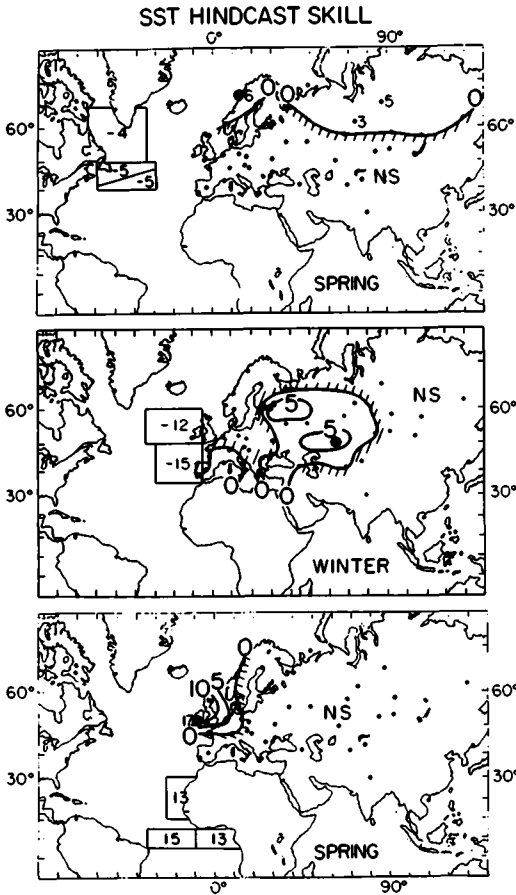 SST HINDCAST SKILL
0° 90°
0 0 0
6 5
3
60° -4 60°
-5
-5
NS
30° 30°
SPRING
NS
60° 5 60°
-12
5
-15
30° 0 0 0 30°
WINTER
0
60° 10 5 60°
17 NS
0
30° 13 30°
15 13
SPRING
0° 90°